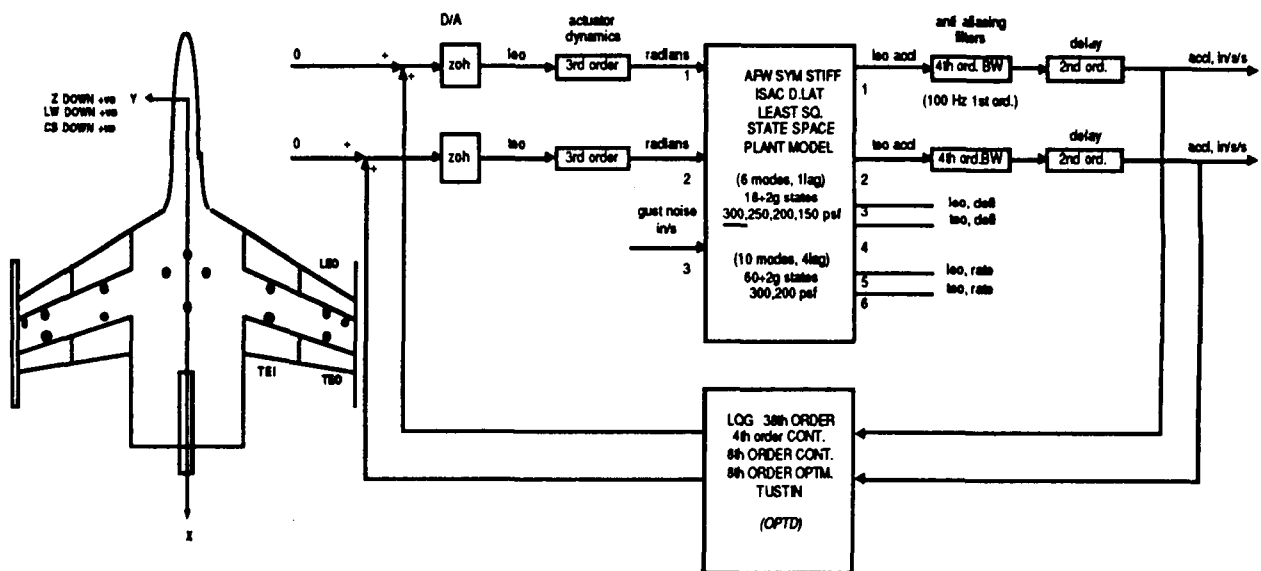 Z DOWN +ve
LW DOWN +ve
CS DOWN +ve
Y
LEO
TEI
TEO
X
D/A
actuator
dynamics
anti aliasing
filters
delay
0
+
+
zoh
leo
3rd order
radians
1
leo accl
1
4th ord. BW
(100 Hz 1st ord.)
2nd ord.
accl, in/s/s
0
+
+
zoh
teo
3rd order
radians
2
teo accl
2
4th ord.BW
delay
2nd ord.
accl, in/s/s
gust noise
in/s
3
AFW SYM STIFF
ISAC D.LAT
LEAST SQ.
STATE SPACE
PLANT MODEL
(6 modes, 1lag)
18+2g states
300,250,200,150 psf
(10 modes, 4lag)
60+2g states
300,200 psf
leo, defl
3
teo, defl
4
leo, rate
5
teo, rate
6
LQG 38th ORDER
4th order CONT.
8th ORDER CONT.
8th ORDER OPTM.
TUSTIN
(OPTD)